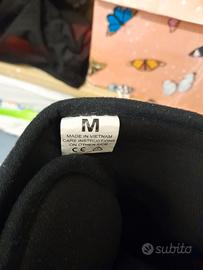 M
MADE IN VIETNAM
CARE INSTRUCTIONS
ON OTHER SIDE
CE
subito